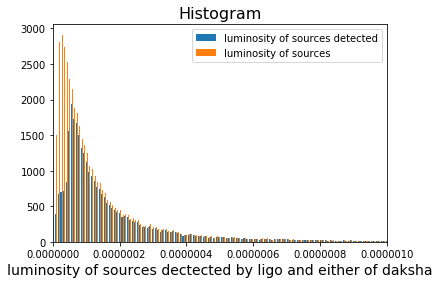 Histogram
3000
2500
2000
1500
1000
500
0
luminosity of sources detected
luminosity of sources
0.0000000 0.0000002 0.0000004 0.0000006 0.0000008 0.0000010
luminosity of sources dectected by ligo and either of daksha